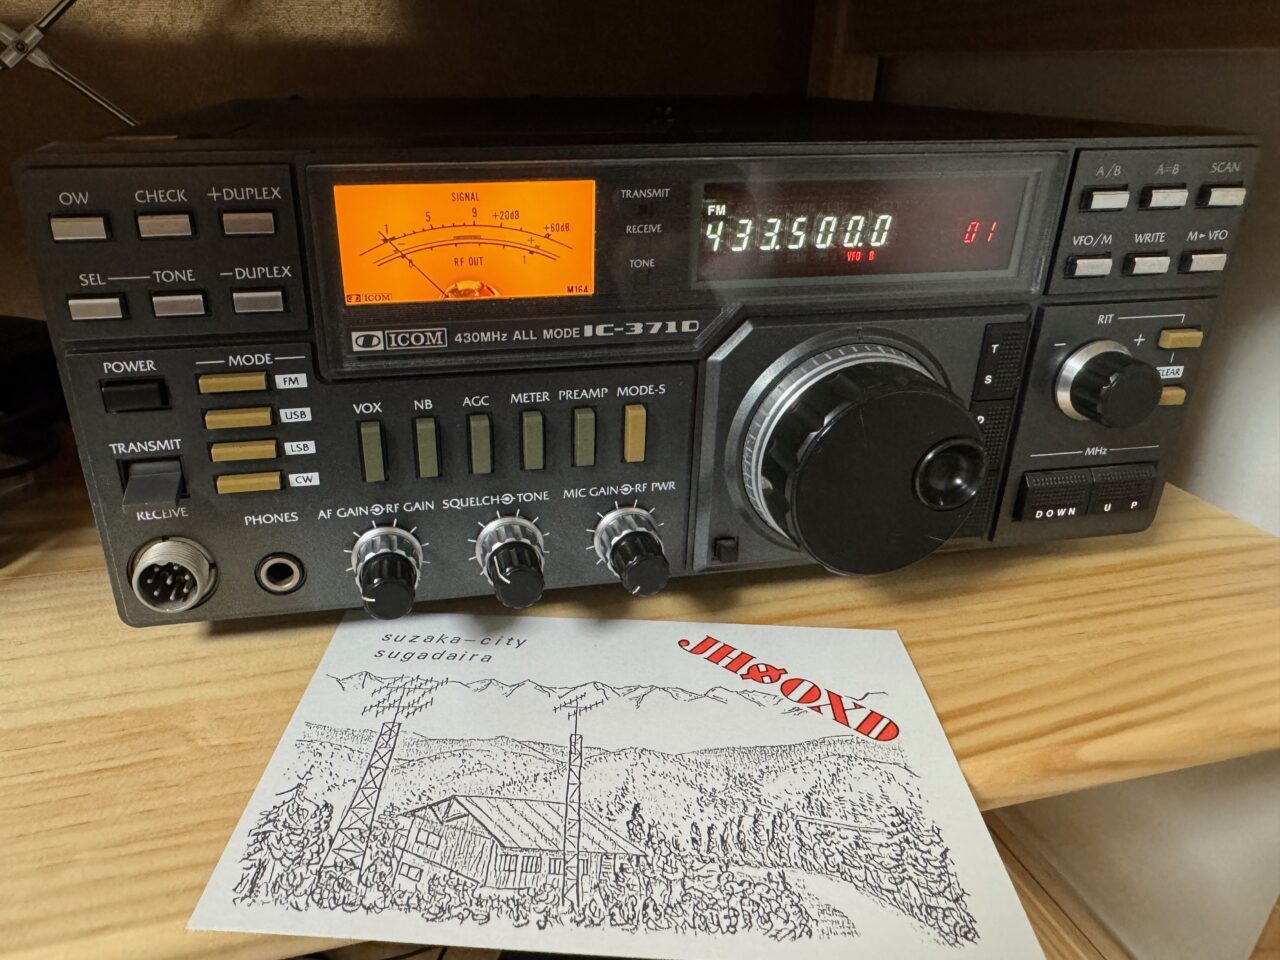 OW CHECK +DUPLEX
SEL TONE -DUPLEX
SIGNAL
1 5 9 +20dB +60dB
0 1
RF OUT
ICOM M164
TRANSMIT
RECEIVE
TONE
FM
433.500.0 01
VFO B
A/B A=B SCAN
VFO/M WRITE M►VFO
ICOM 430MHz ALL MODE IC-371D
POWER
MODE
FM
USB
LSB
CW
TRANSMIT
RECEIVE
PHONES
VOX NB AGC METER PREAMP MODE-S
AF GAIN RF GAIN SQUELCH TONE MIC GAIN RF PWR
T
S
D
RIT
- +
CLEAR
MHz
DOWN UP
suzaka-city
sugadaira
JHØOXD